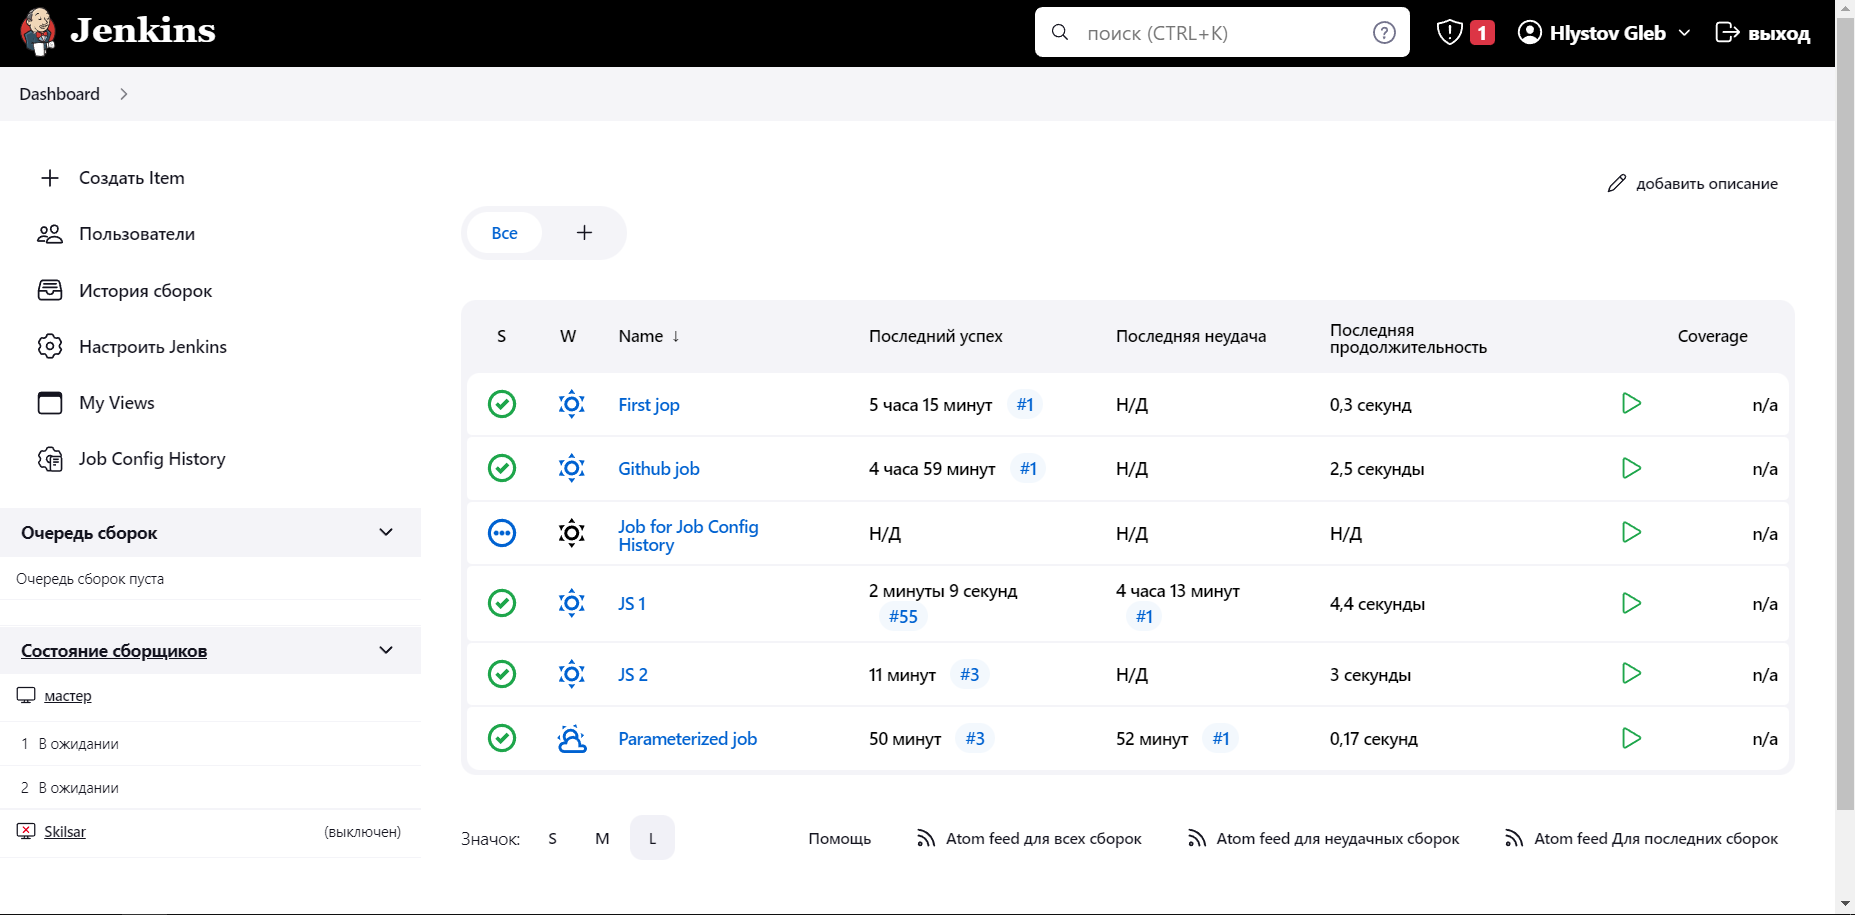 Jenkins
поиск (CTRL+K)
1
Hlystov Gleb
выход
Dashboard
Создать Item
Пользователи
История сборок
Настроить Jenkins
My Views
Job Config History
Очередь сборок
Очередь сборок пуста
Состояние сборщиков
мастер
1 В ожидании
2 В ожидании
Skilsar (выключен)
добавить описание
Все
S W Name ↓ Последний успех Последняя неудача Последняя продолжительность Coverage
First jop 5 часа 15 минут #1 Н/Д 0,3 секунд n/a
Github job 4 часа 59 минут #1 Н/Д 2,5 секунды n/a
Job for Job Config
History Н/Д Н/Д Н/Д n/a
JS 1 2 минуты 9 секунд #55 4 часа 13 минут #1 4,4 секунды n/a
JS 2 11 минут #3 Н/Д 3 секунды n/a
Parameterized job 50 минут #3 52 минут #1 0,17 секунд n/a
Значок: S M L Помощь Atom feed для всех сборок Atom feed для неудачных сборок Atom feed Для последних сборок